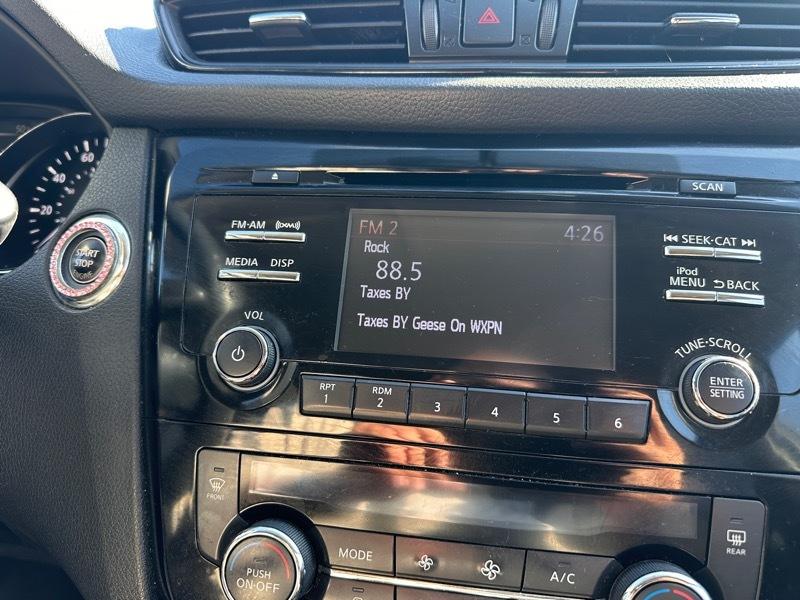 60
40
20
START
STOP
ENGINE
SCAN
FM·AM ((SXM))
MEDIA DISP
VOL
FM 2 4:26
Rock
88.5
Taxes BY
Taxes BY Geese On WXPN
SEEK·CAT
iPod
MENU BACK
TUNE·SCROLL
ENTER
SETTING
RPT
1
RDM
2
3
4
5
6
FRONT
PUSH
ON·OFF
MODE
A/C
REAR